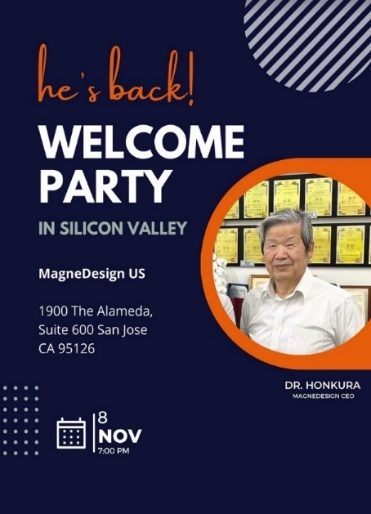 he's back!
WELCOME
PARTY
IN SILICON VALLEY
MagneDesign US
1900 The Alameda,
Suite 600 San Jose
CA 95126
DR. HONKURA
MAGNEDESIGN CEO
8
NOV
7:00 PM